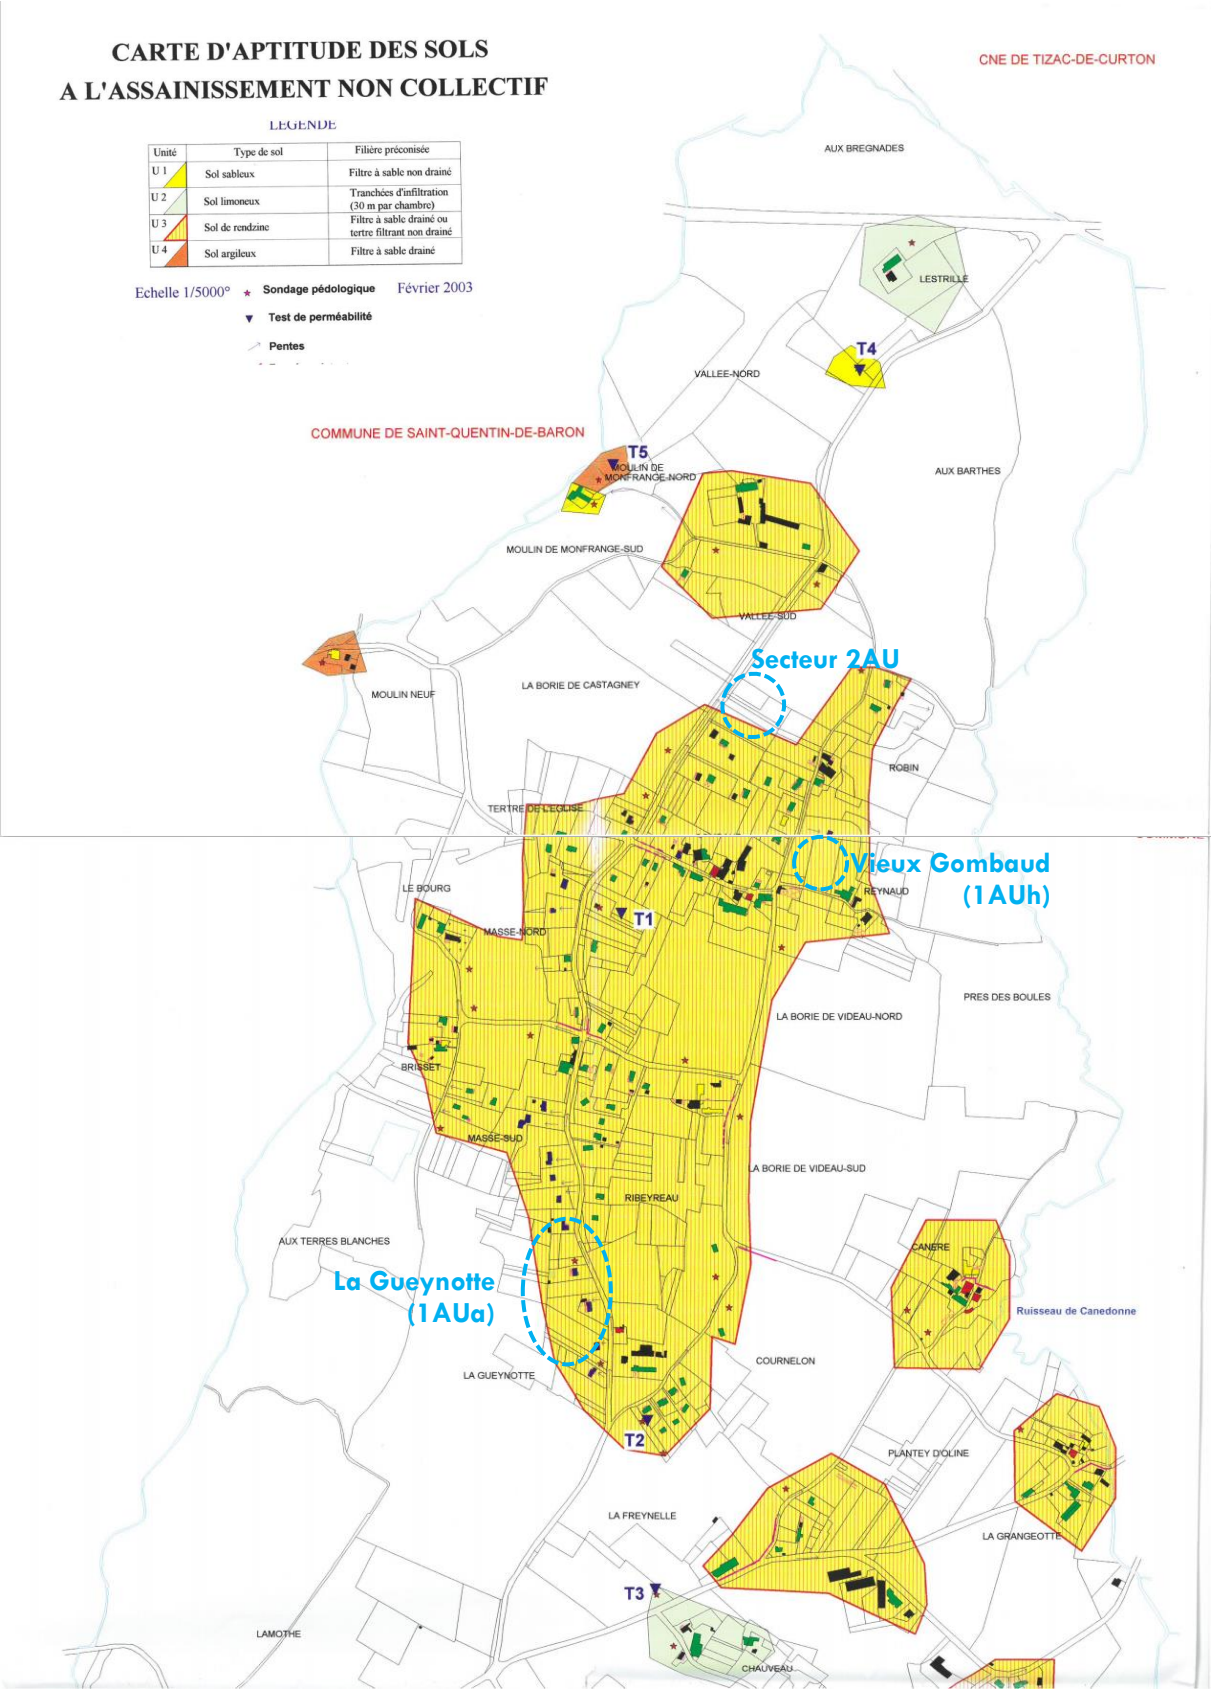 CARTE D'APTITUDE DES SOLS
A L'ASSAINISSEMENT NON COLLECTIF
LEGENDE
Unité Type de sol Filière préconisée
U 1 Sol sableux Filtre à sable non drainé
U 2 Sol limoneux Tranchées d'infiltration
(30 m par chambre)
U 3 Sol de rendzine Filtre à sable drainé ou
tertre filtrant non drainé
U 4 Sol argileux Filtre à sable drainé
Echelle 1/5000° Sondage pédologique Février 2003
Test de perméabilité
Pentes
CNE DE TIZAC-DE-CURTON
AUX BREGNADES
LESTRILLE
T4
VALLEE-NORD
COMMUNE DE SAINT-QUENTIN-DE-BARON
T5
MOULIN DE
MONFRANGE-NORD
AUX BARTHES
MOULIN DE MONFRANGE-SUD
VALLEE-SUD
Secteur 2AU
LA BORIE DE CASTAGNEY
MOULIN NEUF
ROBIN
TERTRE DE L'EGLISE
Vieux Gombaud
(1AUh)
LE BOURG
REYNAUD
T1
MASSE-NORD
PRES DES BOULES
LA BORIE DE VIDEAU-NORD
BRISSET
MASSE-SUD
LA BORIE DE VIDEAU-SUD
RIBEYREAU
AUX TERRES BLANCHES
CANERE
La Gueynotte
(1AUa)
Ruisseau de Canedonne
COURNELON
LA GUEYNOTTE
T2
PLANTEY D'OLINE
LA FREYNELLE
LA GRANGEOTTE
T3
LAMOTHE
CHAUVEAU